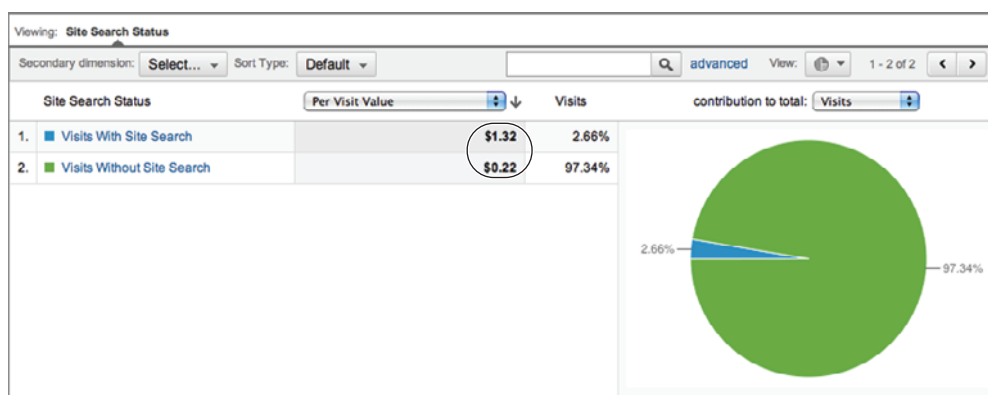 Viewing: Site Search Status
Secondary dimension: Select... Sort Type: Default advanced View: 1 - 2 of 2
Site Search Status Per Visit Value Visits contribution to total: Visits
1. Visits With Site Search $1.32 2.66%
2. Visits Without Site Search $0.22 97.34%
2.66%
97.34%